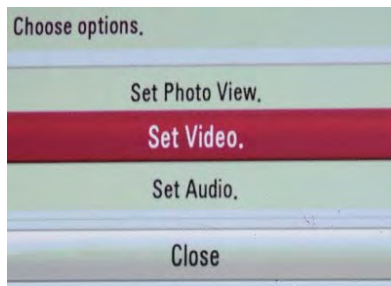 Choose options.
Set Photo View.
Set Video.
Set Audio.
Close